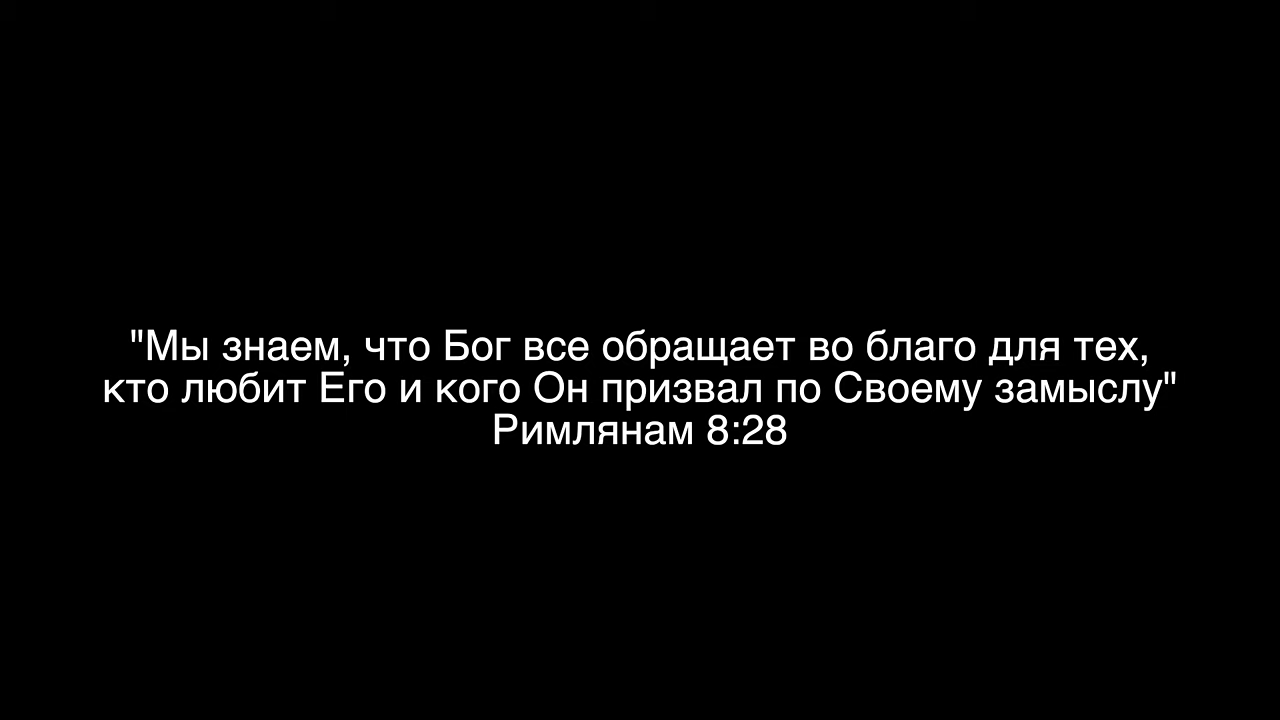 "Мы знаем, что Бог все обращает во благо для тех,
кто любит Его и кого Он призвал по Своему замыслу"
Римлянам 8:28